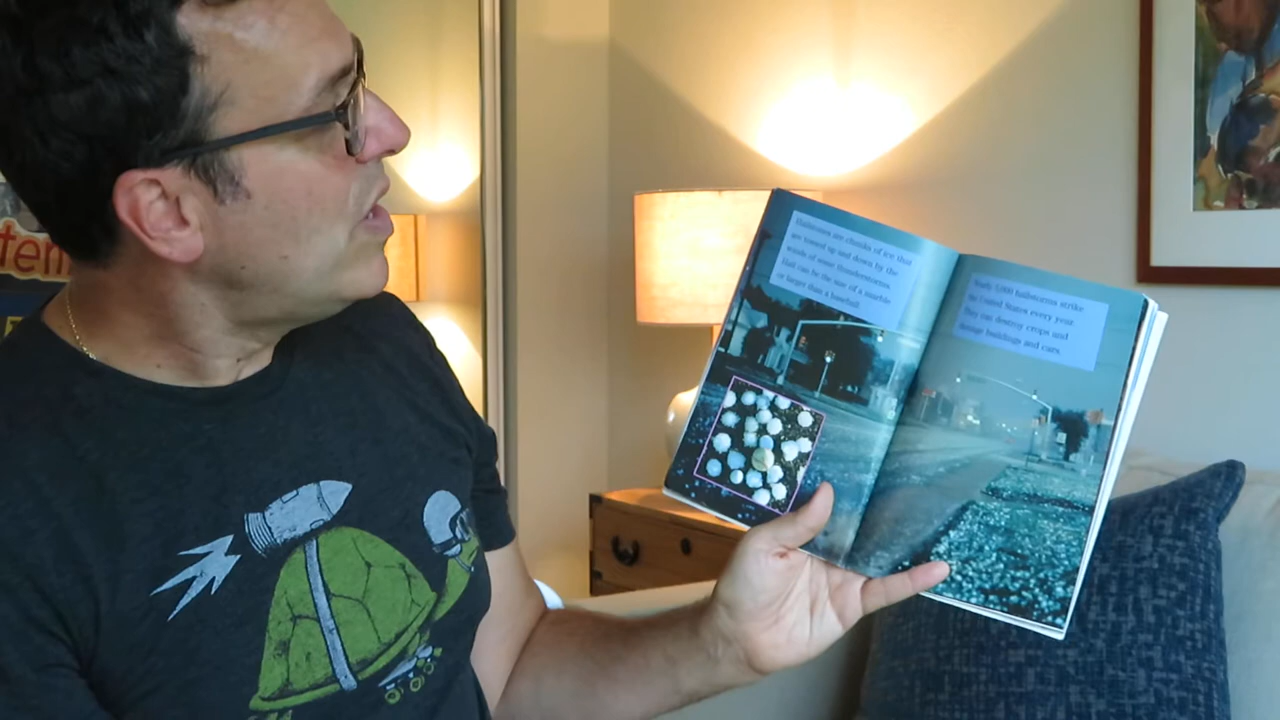 tem
Hailstones are chunks of ice that
are tossed up and down by the
winds of some thunderstorms.
Hail can be the size of a marble
or larger than a baseball.
Nearly 5,000 hailstorms strike
the United States every year.
They can destroy crops and
damage buildings and cars.